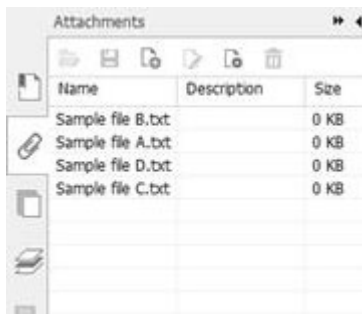 Attachments
Name Description Size
Sample file B.txt 0 KB
Sample file A.txt 0 KB
Sample file D.txt 0 KB
Sample file C.txt 0 KB